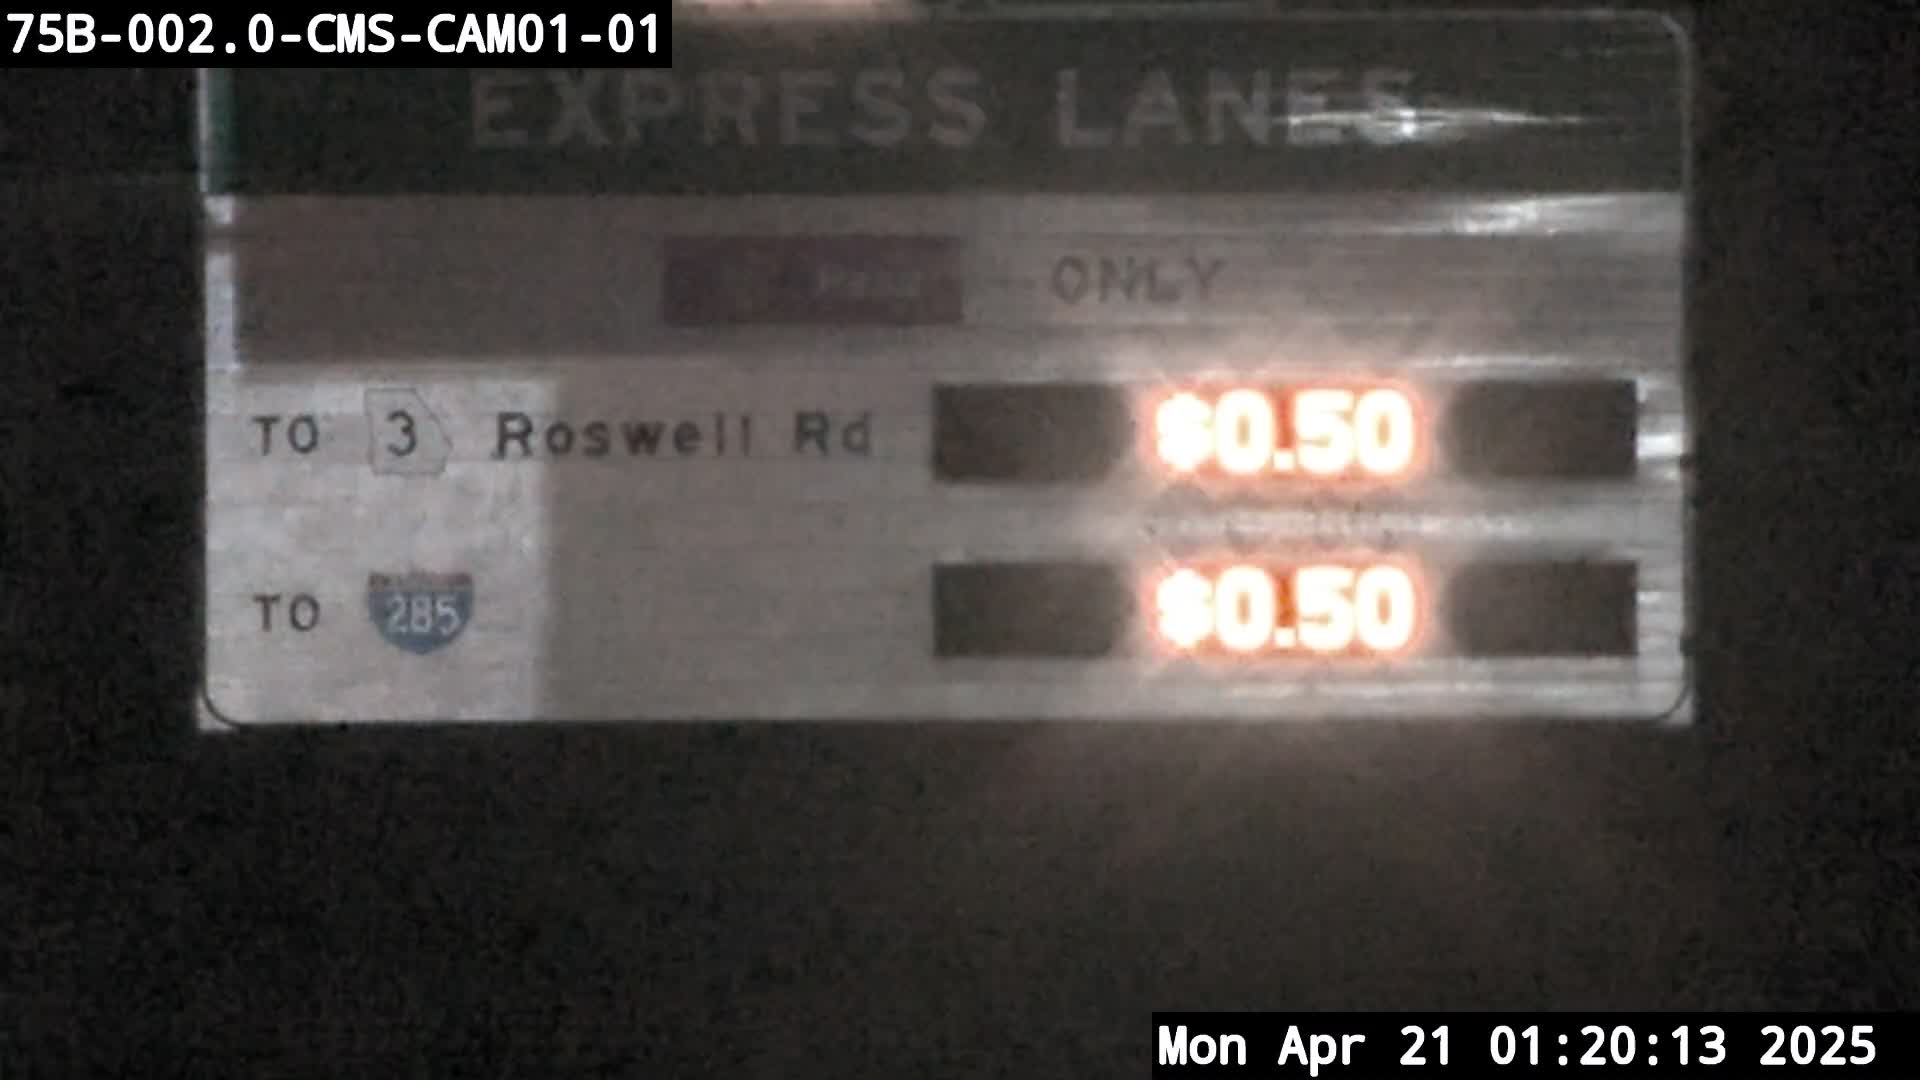 75B-002.0-CMS-CAM01-01
EXPRESS LANES
ONLY
TO 3 Roswell Rd $0.50
TO 285 $0.50
Mon Apr 21 01:20:13 2025